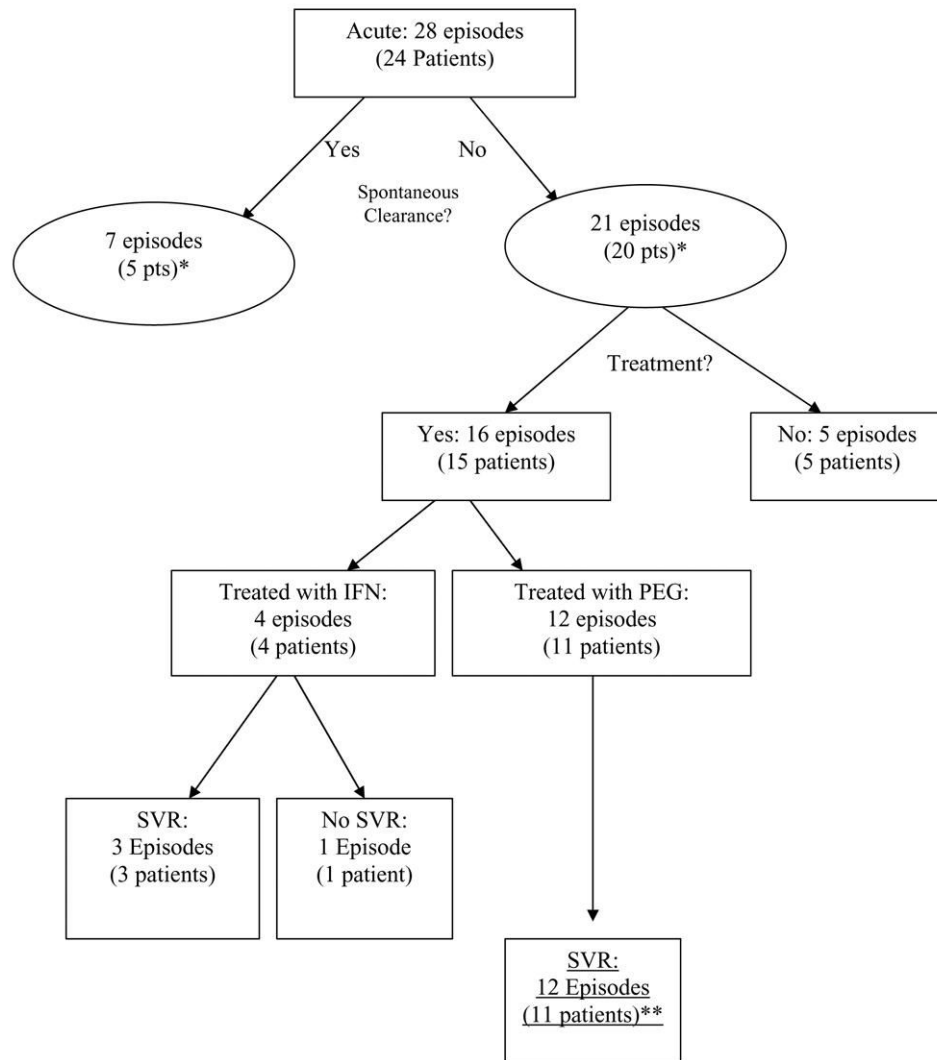 Acute: 28 episodes
(24 Patients)
Yes
No
Spontaneous
Clearance?
7 episodes
(5 pts)*
21 episodes
(20 pts)*
Treatment?
Yes: 16 episodes
(15 patients)
No: 5 episodes
(5 patients)
Treated with IFN:
4 episodes
(4 patients)
Treated with PEG:
12 episodes
(11 patients)
SVR:
3 Episodes
(3 patients)
No SVR:
1 Episode
(1 patient)
SVR:
12 Episodes
(11 patients)**